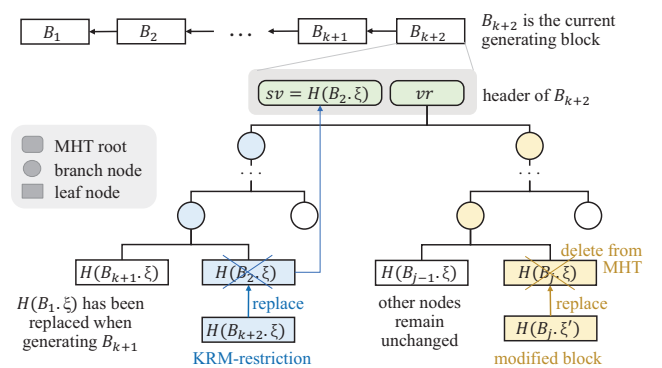 B₁
B₂
...
Bₖ₊₁
Bₖ₊₂
Bₖ₊₂ is the current
generating block
sv = H(B₂.ξ)
vr
header of Bₖ₊₂
MHT root
branch node
leaf node
...
...
H(Bₖ₊₁.ξ)
H(B₂.ξ)
H(Bⱼ₋₁.ξ)
H(Bⱼ.ξ)
delete from
MHT
H(B₁.ξ) has been
replaced when
generating Bₖ₊₁
replace
H(Bₖ₊₂.ξ)
KRM-restriction
other nodes
remain
unchanged
replace
H(Bⱼ.ξ′)
modified block